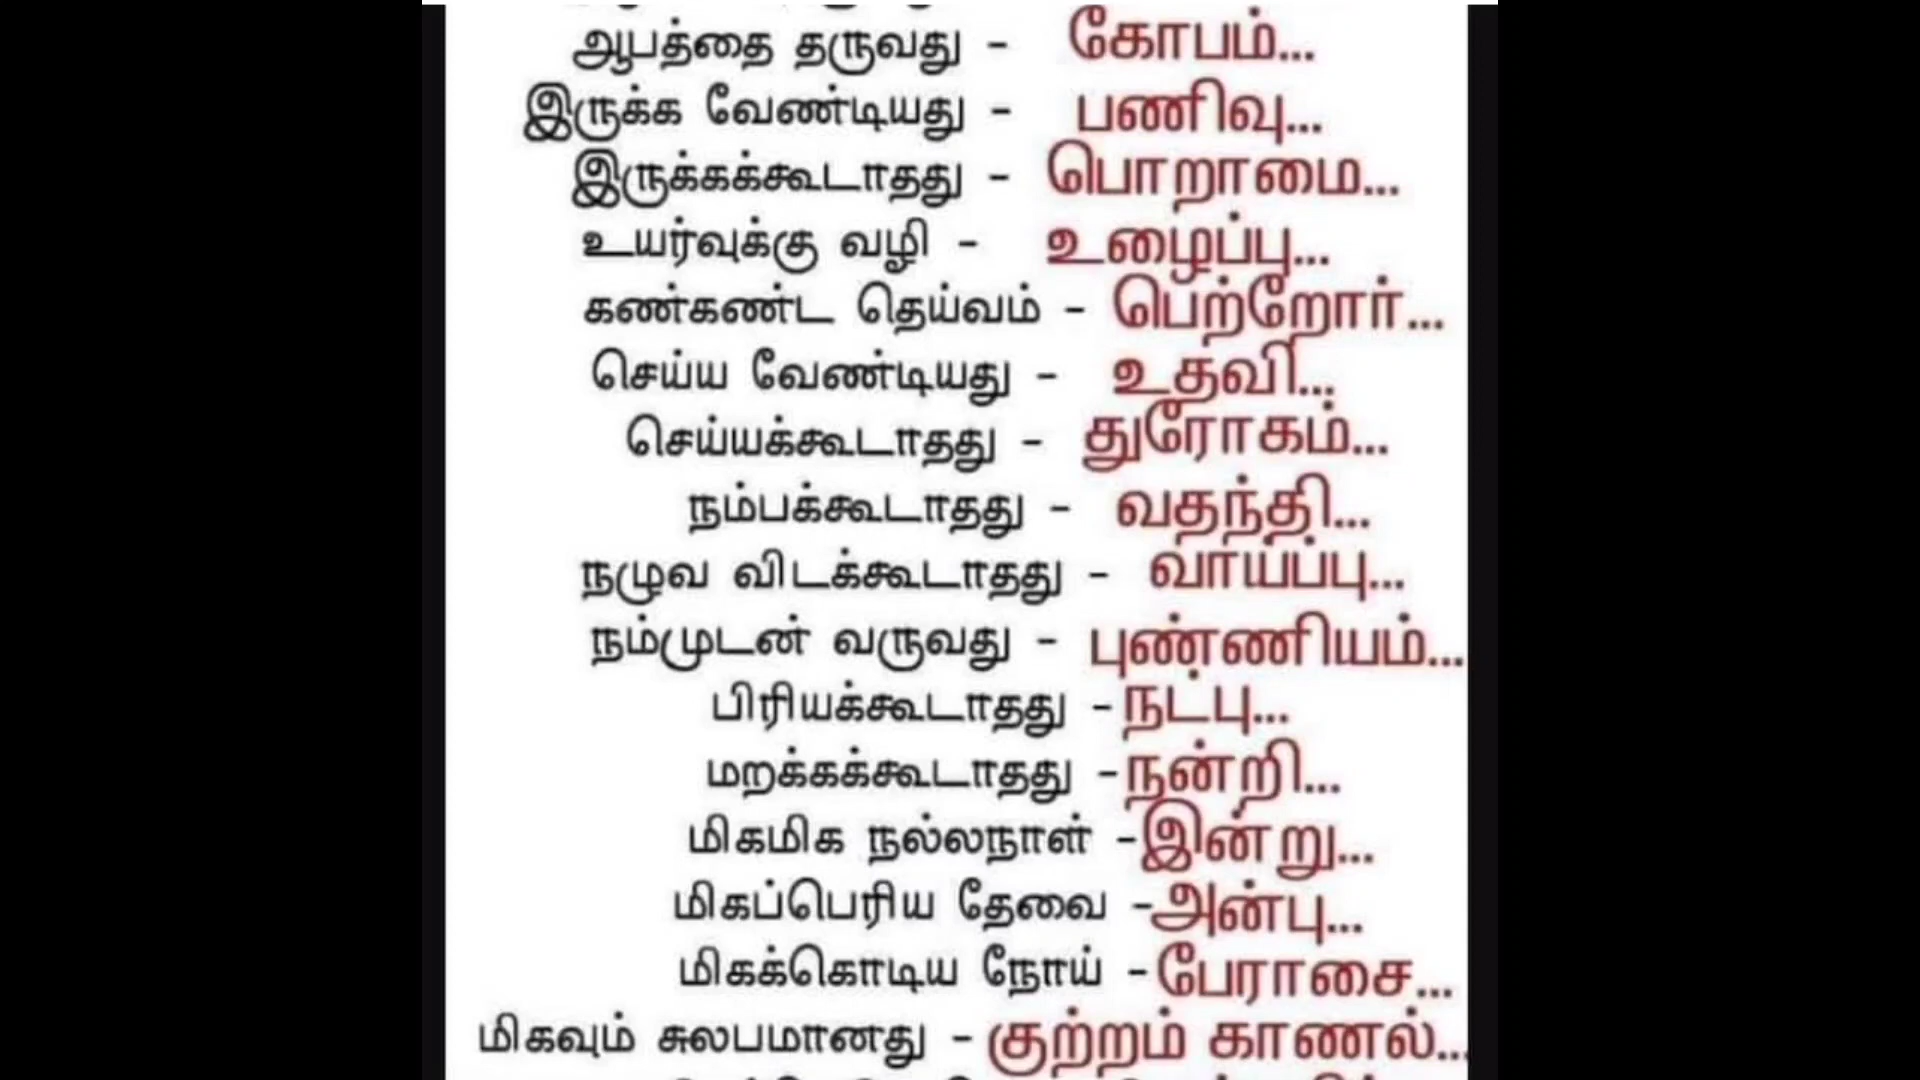 ஆபத்தை தருவது - கோபம்...
இருக்க வேண்டியது - பணிவு...
இருக்கக்கூடாதது - பொறாமை...
உயர்வுக்கு வழி - உழைப்பு...
கண்கண்ட தெய்வம் - பெற்றோர்...
செய்ய வேண்டியது - உதவி...
செய்யக்கூடாதது - துரோகம்...
நம்பக்கூடாதது - வதந்தி...
நழுவ விடக்கூடாதது - வாய்ப்பு...
நம்முடன் வருவது - புண்ணியம்...
பிரியக்கூடாதது - நட்பு...
மறக்கக்கூடாதது - நன்றி...
மிகமிக நல்லநாள் - இன்று...
மிகப்பெரிய தேவை - அன்பு...
மிகக்கொடிய நோய் - பேராசை...
மிகவும் சுலபமானது - குற்றம் காணல்...